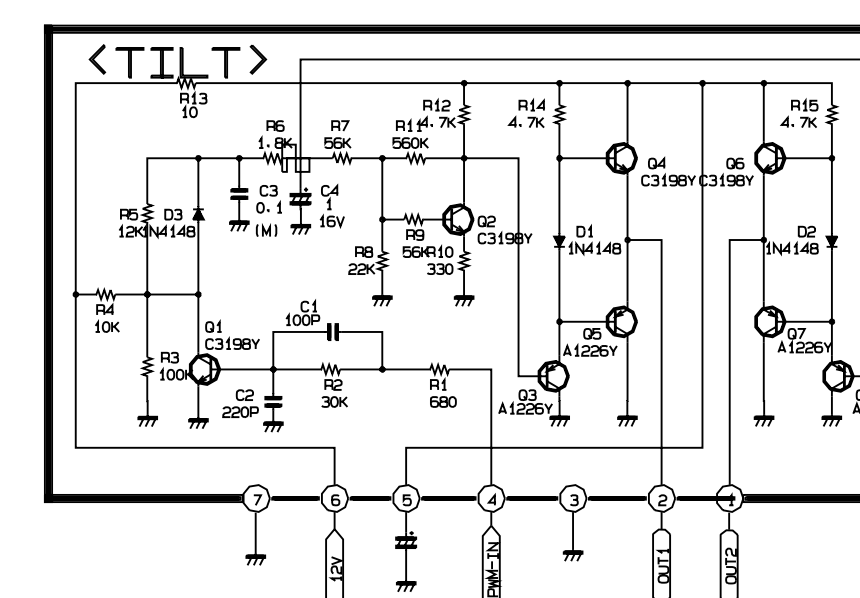 <TILT>
R13
10
R12
4.7K
R14
4.7K
R15
4.7K
R6
1.8K
R7
56K
R11
560K
Q4
C3198Y
Q6
C3198Y
R5
12K
D3
1N4148
C3
0.1
(M)
C4
1
16V
R9
56K
Q2
C3198Y
R8
22K
R10
330
D1
1N4148
D2
1N4148
R4
10K
C1
100P
Q1
C3198Y
Q5
A1226Y
Q7
A1226Y
R3
100K
C2
220P
R2
30K
R1
680
Q3
A1226Y
7
6
5
4
3
2
1
12V
PWM-IN
OUT1
OUT2